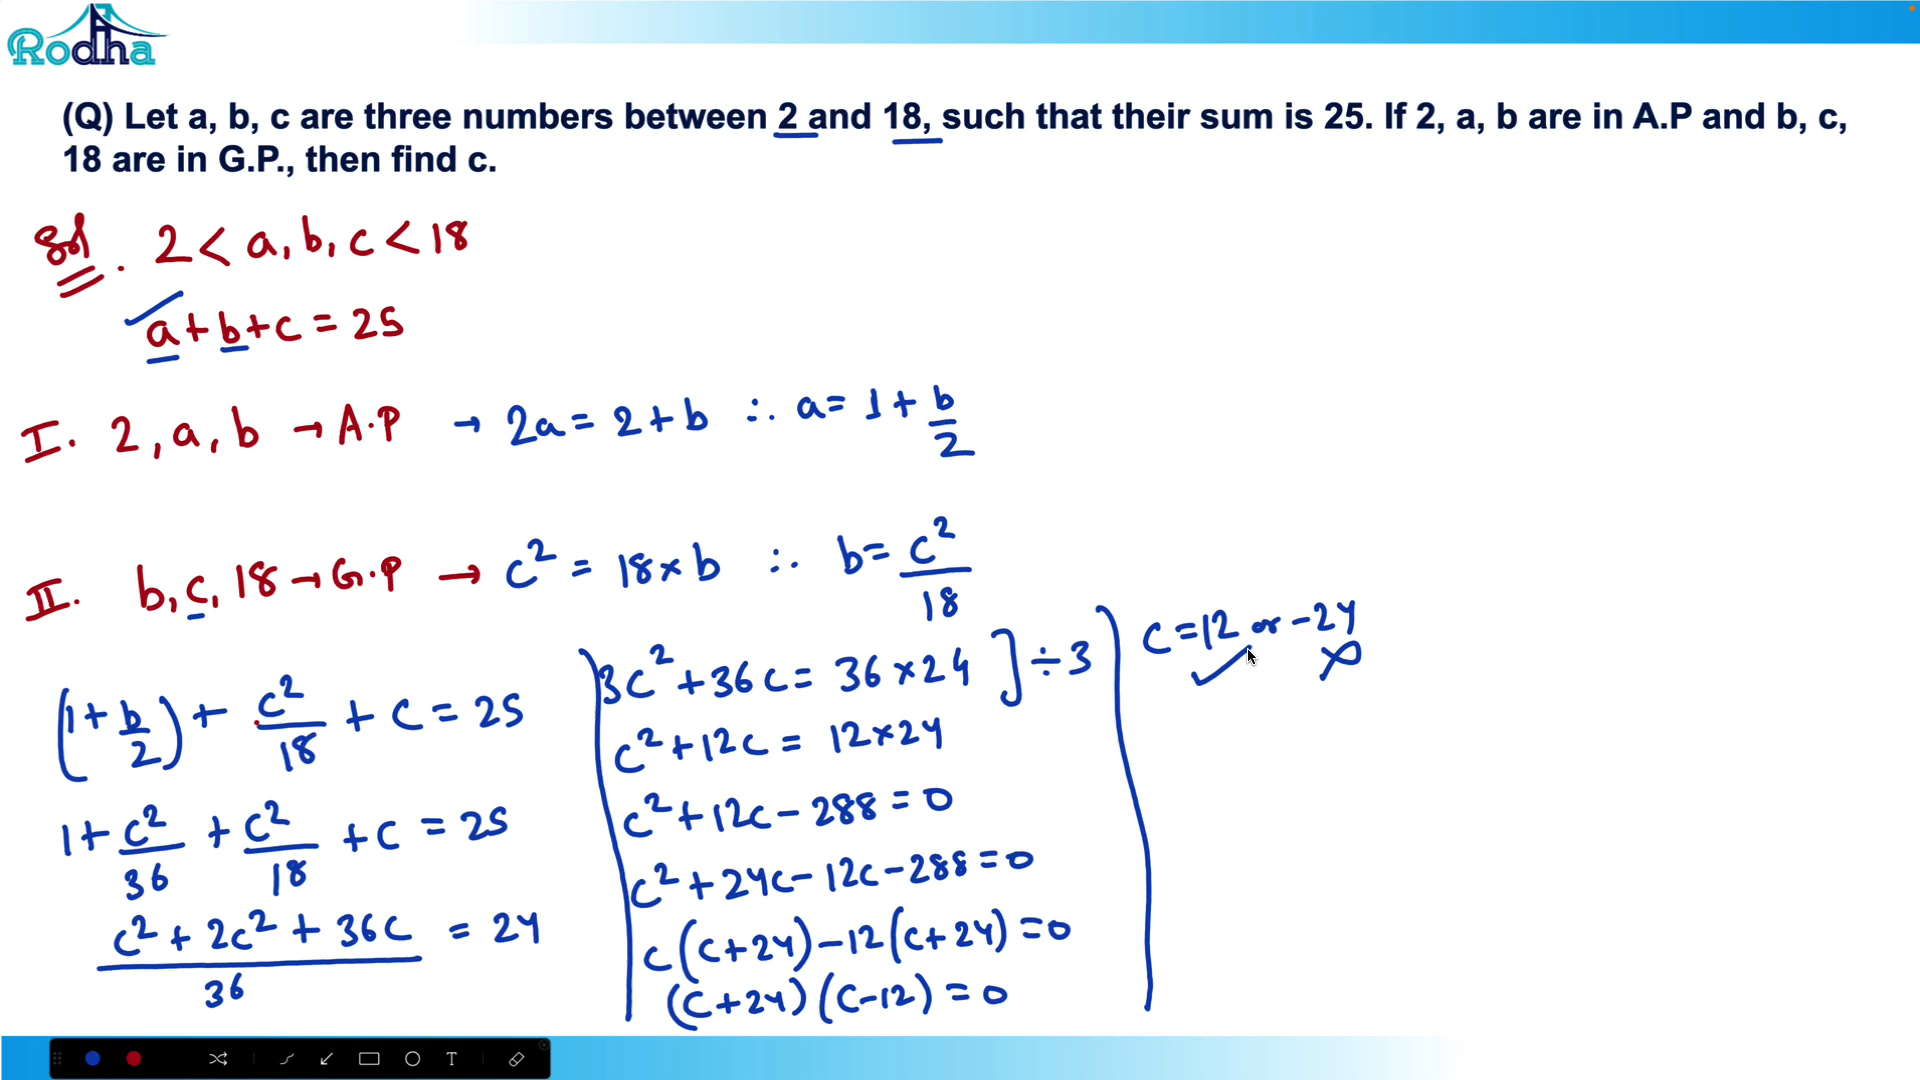 Rodha
(Q) Let a, b, c are three numbers between 2 and 18, such that their sum is 25. If 2, a, b are in A.P and b, c,
18 are in G.P., then find c.
Sol. 2 < a, b, c < 18
a + b + c = 25
I. 2, a, b → A.P → 2a = 2 + b ∴ a = 1 + b/2
II. b, c, 18 → G.P → c² = 18 × b ∴ b = c²/18
(1 + b/2) + c²/18 + c = 25
1 + c²/36 + c²/18 + c = 25
(c² + 2c² + 36c)/36 = 24
3c² + 36c = 36 × 24 ] ÷ 3
c² + 12c = 12 × 24
c² + 12c − 288 = 0
c² + 24c − 12c − 288 = 0
c(c + 24) − 12(c + 24) = 0
(c + 24)(c − 12) = 0
c = 12 or −24
T